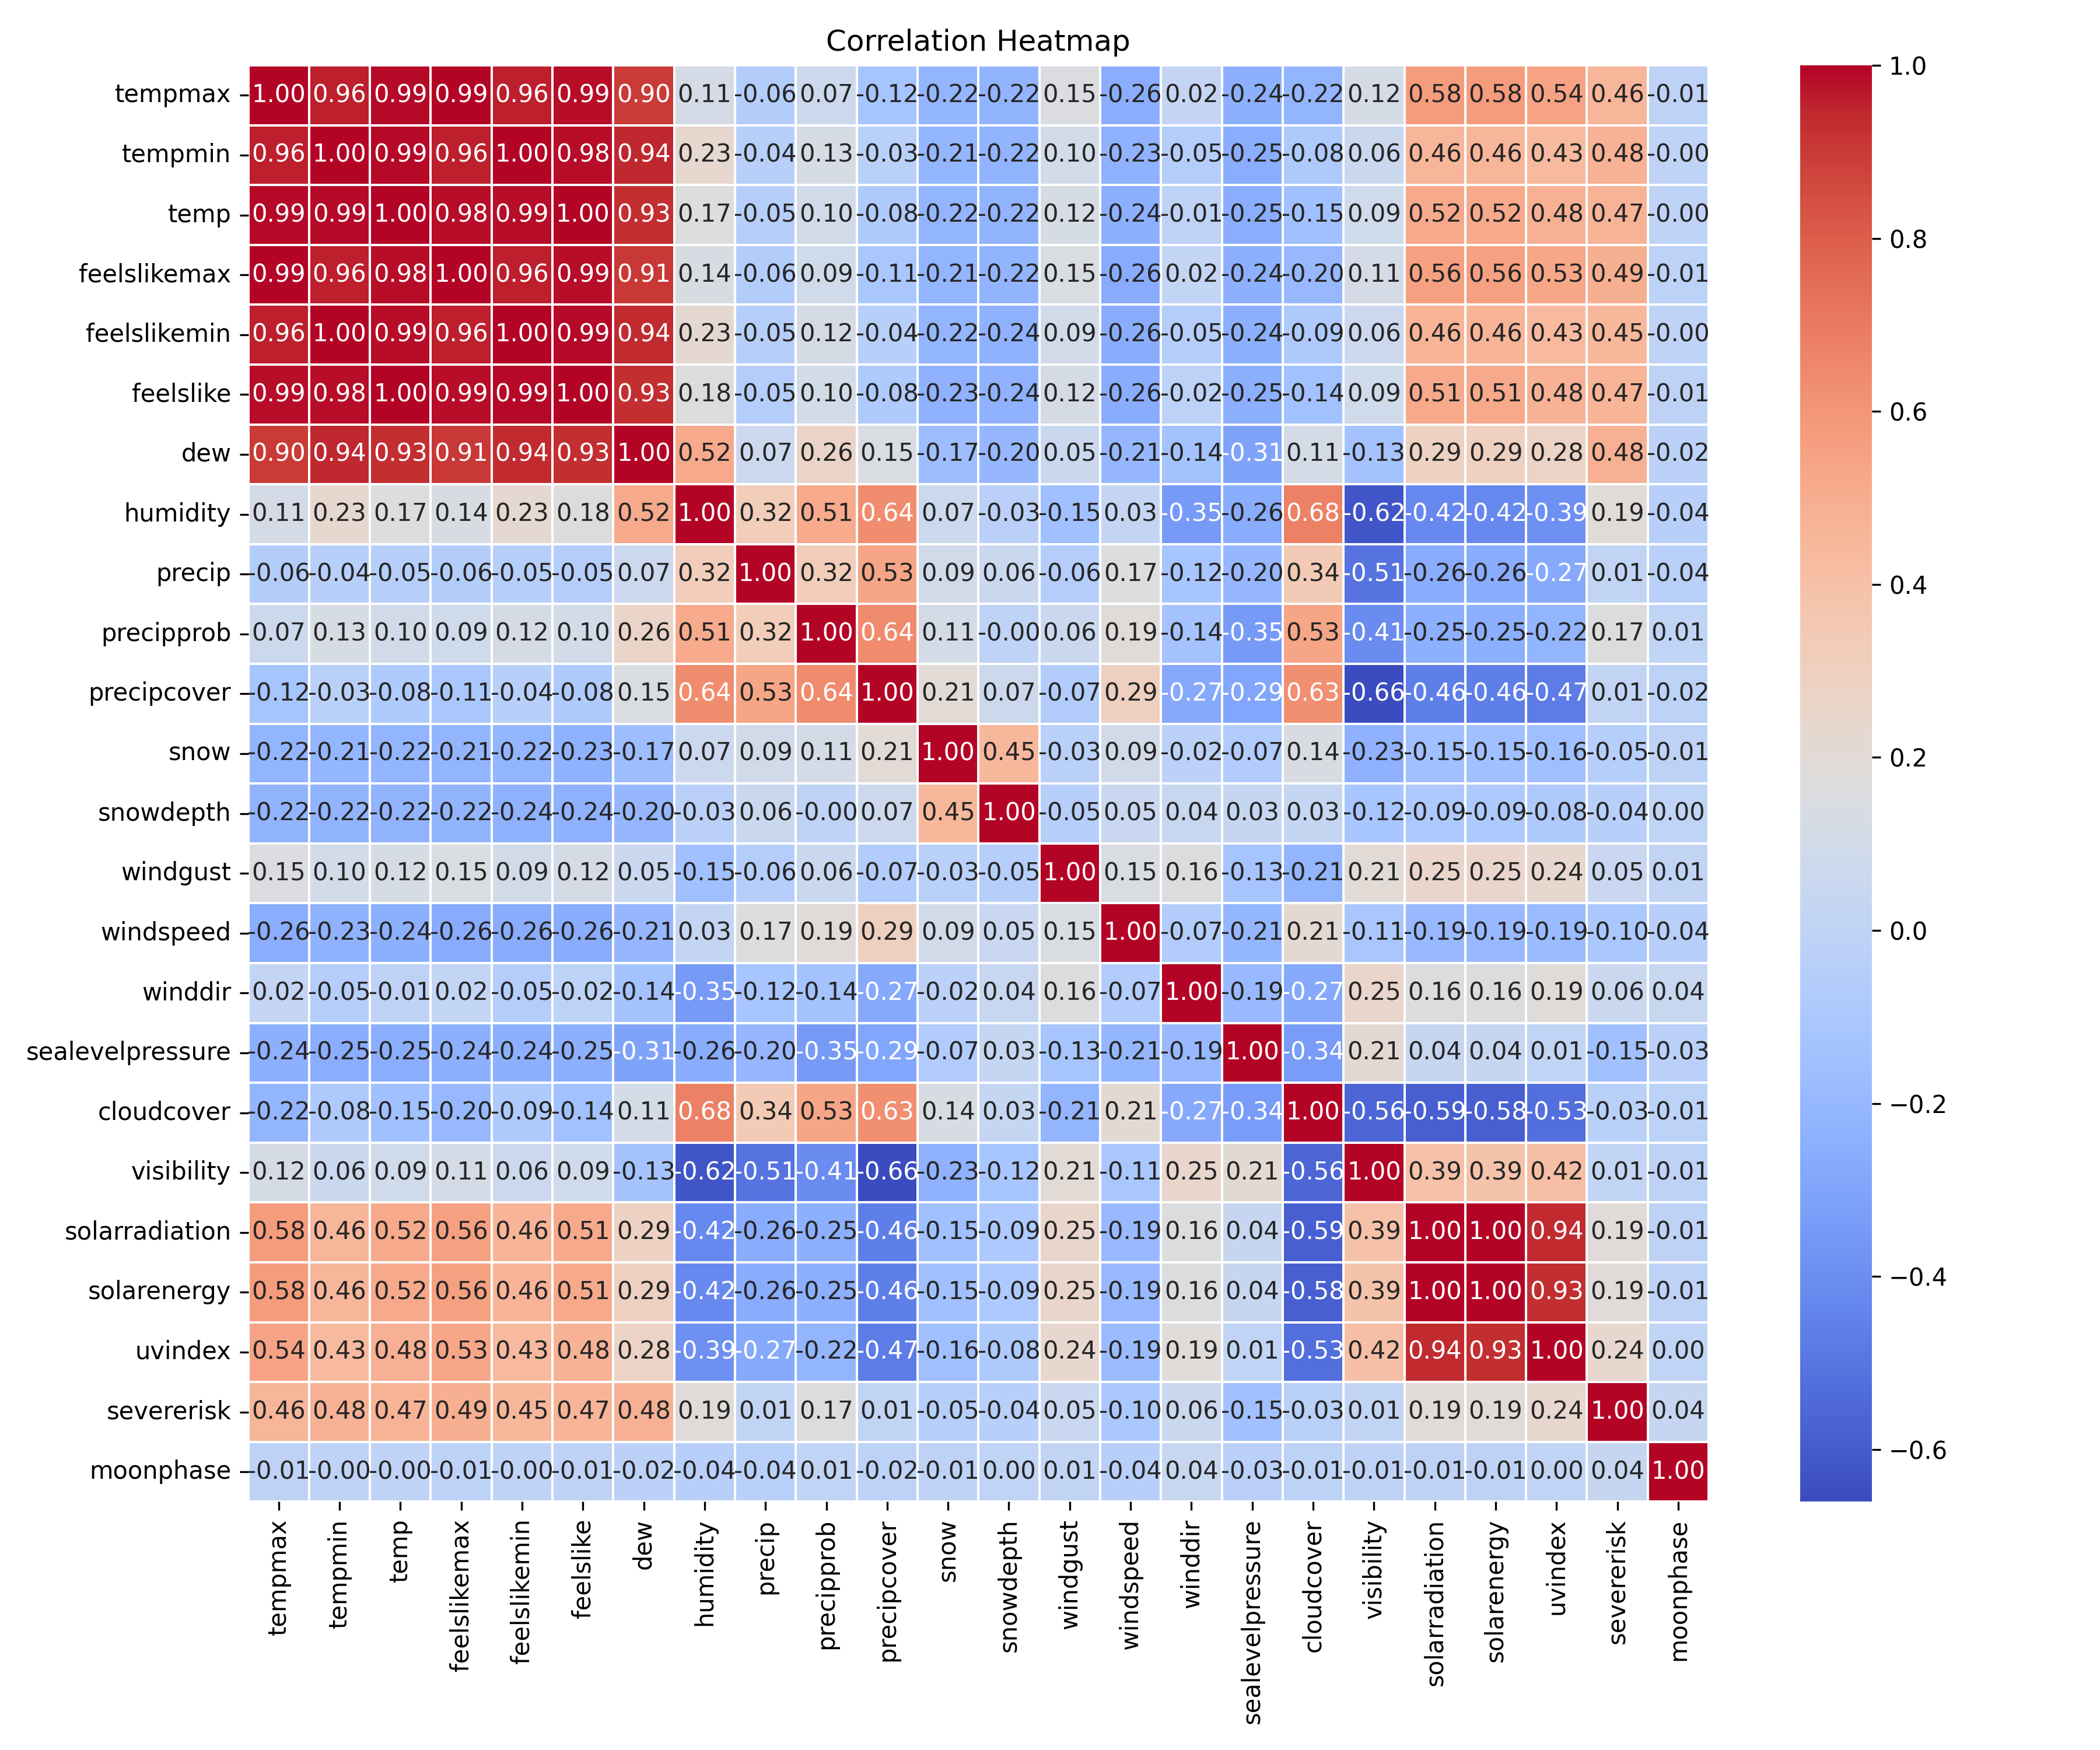 Correlation Heatmap
tempmax 1.00 0.96 0.99 0.99 0.96 0.99 0.90 0.11 -0.06 0.07 -0.12 -0.22 -0.22 0.15 -0.26 0.02 -0.24 -0.22 0.12 0.58 0.58 0.54 0.46 -0.01
tempmin 0.96 1.00 0.99 0.96 1.00 0.98 0.94 0.23 -0.04 0.13 -0.03 -0.21 -0.22 0.10 -0.23 -0.05 -0.25 -0.08 0.06 0.46 0.46 0.43 0.48 -0.00
temp 0.99 0.99 1.00 0.98 0.99 1.00 0.93 0.17 -0.05 0.10 -0.08 -0.22 -0.22 0.12 -0.24 -0.01 -0.25 -0.15 0.09 0.52 0.52 0.48 0.47 -0.00
feelslikemax 0.99 0.96 0.98 1.00 0.96 0.99 0.91 0.14 -0.06 0.09 -0.11 -0.21 -0.22 0.15 -0.26 0.02 -0.24 -0.20 0.11 0.56 0.56 0.53 0.49 -0.01
feelslikemin 0.96 1.00 0.99 0.96 1.00 0.99 0.94 0.23 -0.05 0.12 -0.04 -0.22 -0.24 0.09 -0.26 -0.05 -0.24 -0.09 0.06 0.46 0.46 0.43 0.45 -0.00
feelslike 0.99 0.98 1.00 0.99 0.99 1.00 0.93 0.18 -0.05 0.10 -0.08 -0.23 -0.24 0.12 -0.26 -0.02 -0.25 -0.14 0.09 0.51 0.51 0.48 0.47 -0.01
dew 0.90 0.94 0.93 0.91 0.94 0.93 1.00 0.52 0.07 0.26 0.15 -0.17 -0.20 0.05 -0.21 -0.14 -0.31 0.11 -0.13 0.29 0.29 0.28 0.48 -0.02
humidity 0.11 0.23 0.17 0.14 0.23 0.18 0.52 1.00 0.32 0.51 0.64 0.07 -0.03 -0.15 0.03 -0.35 -0.26 0.68 -0.62 -0.42 -0.42 -0.39 0.19 -0.04
precip -0.06 -0.04 -0.05 -0.06 -0.05 -0.05 0.07 0.32 1.00 0.32 0.53 0.09 0.06 -0.06 0.17 -0.12 -0.20 0.34 -0.51 -0.26 -0.26 -0.27 0.01 -0.04
precipprob 0.07 0.13 0.10 0.09 0.12 0.10 0.26 0.51 0.32 1.00 0.64 0.11 -0.00 0.06 0.19 -0.14 -0.35 0.53 -0.41 -0.25 -0.25 -0.22 0.17 0.01
precipcover -0.12 -0.03 -0.08 -0.11 -0.04 -0.08 0.15 0.64 0.53 0.64 1.00 0.21 0.07 -0.07 0.29 -0.27 -0.29 0.63 -0.66 -0.46 -0.46 -0.47 0.01 -0.02
snow -0.22 -0.21 -0.22 -0.21 -0.22 -0.23 -0.17 0.07 0.09 0.11 0.21 1.00 0.45 -0.03 0.09 -0.02 -0.07 0.14 -0.23 -0.15 -0.15 -0.16 -0.05 -0.01
snowdepth -0.22 -0.22 -0.22 -0.22 -0.24 -0.24 -0.20 -0.03 0.06 -0.00 0.07 0.45 1.00 -0.05 0.05 0.04 0.03 0.03 -0.12 -0.09 -0.09 -0.08 -0.04 0.00
windgust 0.15 0.10 0.12 0.15 0.09 0.12 0.05 -0.15 -0.06 0.06 -0.07 -0.03 -0.05 1.00 0.15 0.16 -0.13 -0.21 0.21 0.25 0.25 0.24 0.05 0.01
windspeed -0.26 -0.23 -0.24 -0.26 -0.26 -0.26 -0.21 0.03 0.17 0.19 0.29 0.09 0.05 0.15 1.00 -0.07 -0.21 0.21 -0.11 -0.19 -0.19 -0.19 -0.10 -0.04
winddir 0.02 -0.05 -0.01 0.02 -0.05 -0.02 -0.14 -0.35 -0.12 -0.14 -0.27 -0.02 0.04 0.16 -0.07 1.00 -0.19 -0.27 0.25 0.16 0.16 0.19 0.06 0.04
sealevelpressure -0.24 -0.25 -0.25 -0.24 -0.24 -0.25 -0.31 -0.26 -0.20 -0.35 -0.29 -0.07 0.03 -0.13 -0.21 -0.19 1.00 -0.34 0.21 0.04 0.04 0.01 -0.15 -0.03
cloudcover -0.22 -0.08 -0.15 -0.20 -0.09 -0.14 0.11 0.68 0.34 0.53 0.63 0.14 0.03 -0.21 0.21 -0.27 -0.34 1.00 -0.56 -0.59 -0.58 -0.53 -0.03 -0.01
visibility 0.12 0.06 0.09 0.11 0.06 0.09 -0.13 -0.62 -0.51 -0.41 -0.66 -0.23 -0.12 0.21 -0.11 0.25 0.21 -0.56 1.00 0.39 0.39 0.42 0.01 -0.01
solarradiation 0.58 0.46 0.52 0.56 0.46 0.51 0.29 -0.42 -0.26 -0.25 -0.46 -0.15 -0.09 0.25 -0.19 0.16 0.04 -0.59 0.39 1.00 1.00 0.94 0.19 -0.01
solarenergy 0.58 0.46 0.52 0.56 0.46 0.51 0.29 -0.42 -0.26 -0.25 -0.46 -0.15 -0.09 0.25 -0.19 0.16 0.04 -0.58 0.39 1.00 1.00 0.93 0.19 -0.01
uvindex 0.54 0.43 0.48 0.53 0.43 0.48 0.28 -0.39 -0.27 -0.22 -0.47 -0.16 -0.08 0.24 -0.19 0.19 0.01 -0.53 0.42 0.94 0.93 1.00 0.24 0.00
severerisk 0.46 0.48 0.47 0.49 0.45 0.47 0.48 0.19 0.01 0.17 0.01 -0.05 -0.04 0.05 -0.10 0.06 -0.15 -0.03 0.01 0.19 0.19 0.24 1.00 0.04
moonphase -0.01 -0.00 -0.00 -0.01 -0.00 -0.01 -0.02 -0.04 -0.04 0.01 -0.02 -0.01 0.00 0.01 -0.04 0.04 -0.03 -0.01 -0.01 -0.01 -0.01 0.00 0.04 1.00
tempmax
tempmin
temp
feelslikemax
feelslikemin
feelslike
dew
humidity
precip
precipprob
precipcover
snow
snowdepth
windgust
windspeed
winddir
sealevelpressure
cloudcover
visibility
solarradiation
solarenergy
uvindex
severerisk
moonphase
1.0
0.8
0.6
0.4
0.2
0.0
−0.2
−0.4
−0.6